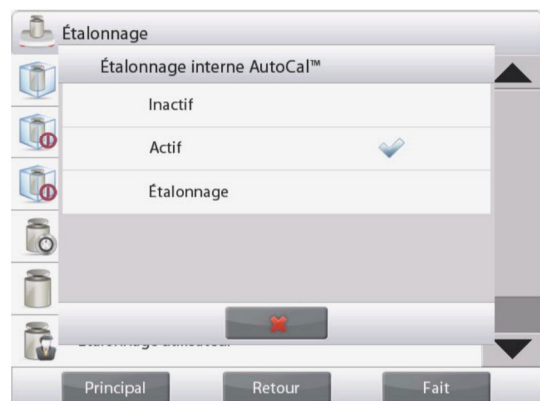 Étalonnage
Étalonnage interne AutoCal™
Inactif
Actif
Étalonnage
Principal
Retour
Fait